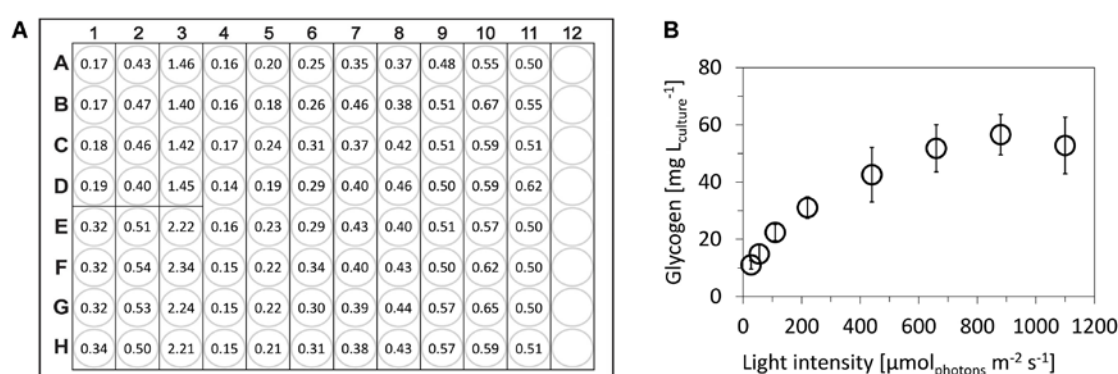 A
1 2 3 4 5 6 7 8 9 10 11 12
A 0.17 0.43 1.46 0.16 0.20 0.25 0.35 0.37 0.48 0.55 0.50
B 0.17 0.47 1.40 0.16 0.18 0.26 0.46 0.38 0.51 0.67 0.55
C 0.18 0.46 1.42 0.17 0.24 0.31 0.37 0.42 0.51 0.59 0.51
D 0.19 0.40 1.45 0.14 0.19 0.29 0.40 0.46 0.50 0.59 0.62
E 0.32 0.51 2.22 0.16 0.23 0.29 0.43 0.40 0.51 0.57 0.50
F 0.32 0.54 2.34 0.15 0.22 0.34 0.40 0.43 0.50 0.62 0.50
G 0.32 0.53 2.24 0.15 0.22 0.30 0.39 0.44 0.57 0.65 0.50
H 0.34 0.50 2.21 0.15 0.21 0.31 0.38 0.43 0.57 0.59 0.51
B
Glycogen [mg L_culture^-1]
80
60
40
20
0
0 200 400 600 800 1000 1200
Light intensity [µmol_photons m^-2 s^-1]